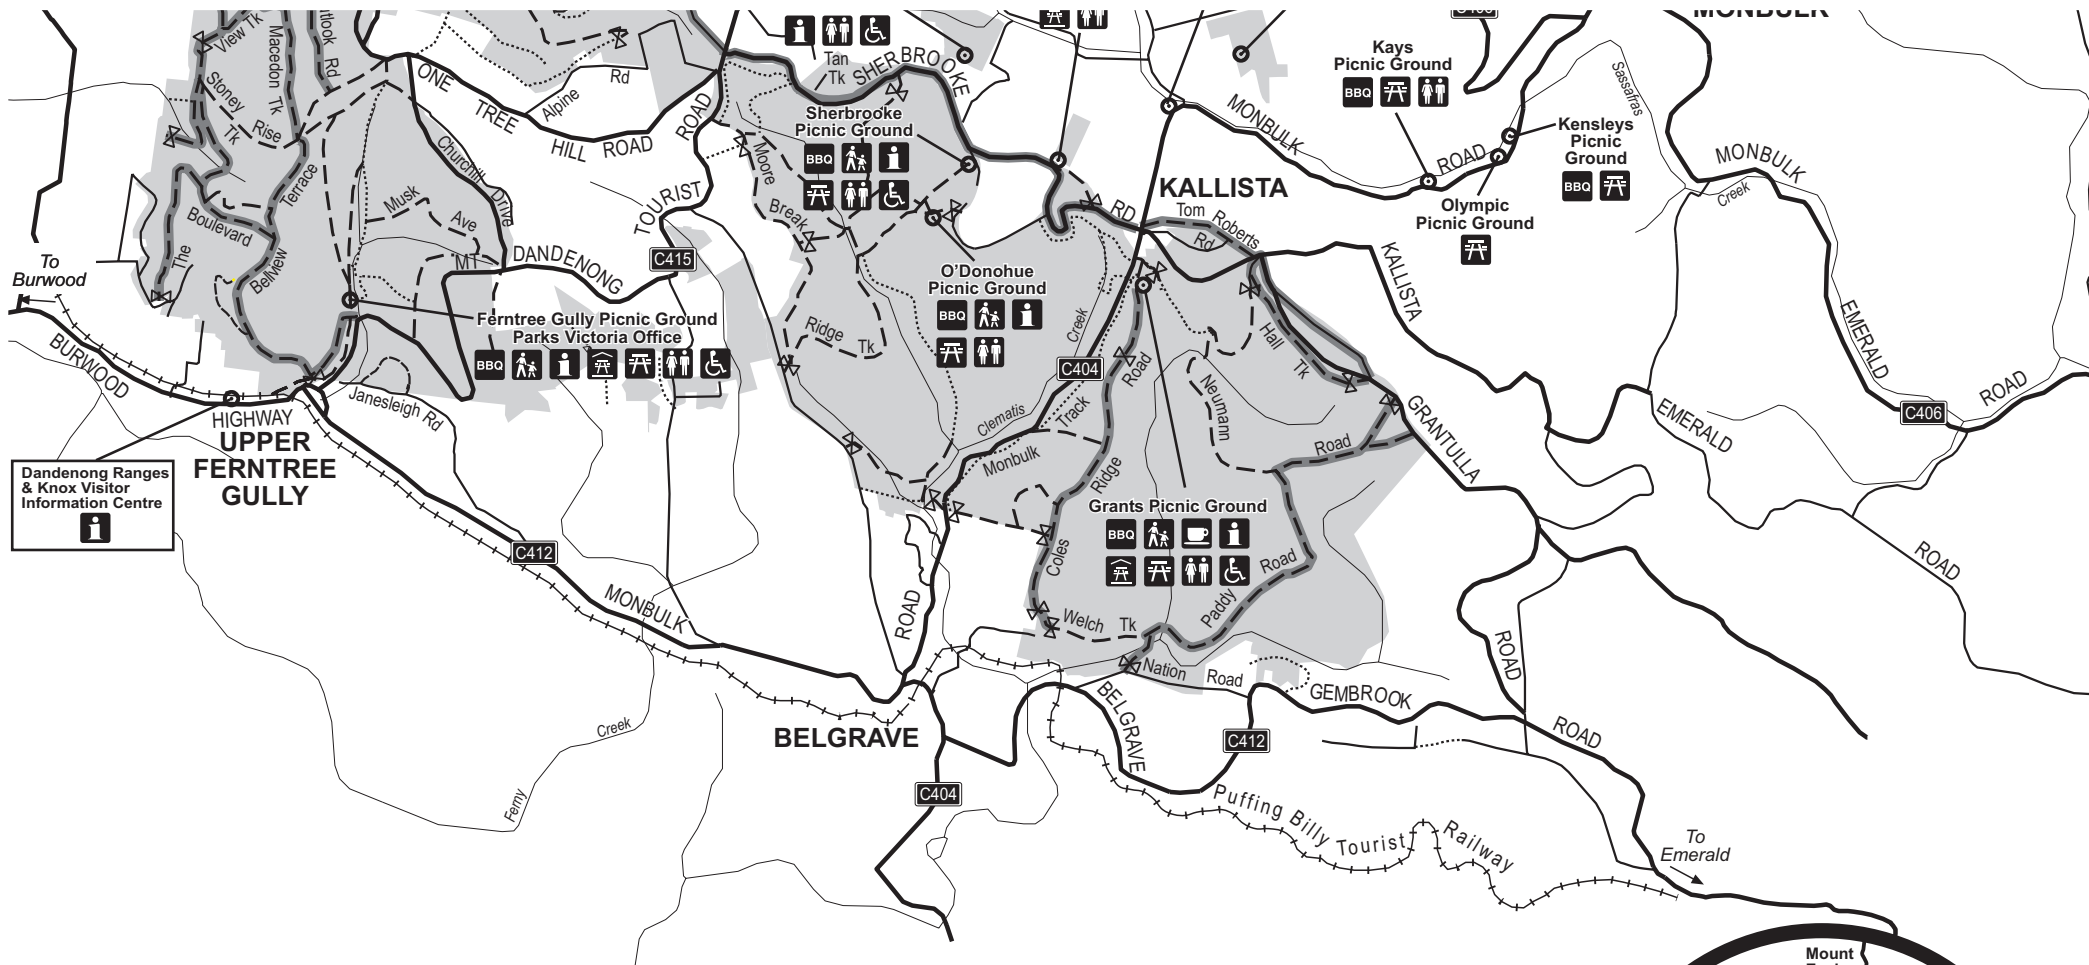 MONBULK
View Tk
Macedon Tk
Rd
Stoney
Rise
Tk
ONE
TREE
HILL
ROAD
Alpine
Rd
Tan
Tk
SHERBROOKE
RD
Sherbrooke
Picnic Ground
BBQ
Kays
Picnic Ground
BBQ
Kensleys
Picnic
Ground
BBQ
Olympic
Picnic Ground
MONBULK
ROAD
Sassafras
Creek
MONBULK
EMERALD
ROAD
C406
Churchill
Drive
Musk
Ave
Terrace
Belview
Boulevard
The
To
Burwood
BURWOOD
HIGHWAY
MT
DANDENONG
TOURIST
ROAD
C415
Moore
Break
Ridge
Tk
KALLISTA
Tom Roberts
Rd
Hall
Tk
O'Donohue
Picnic Ground
BBQ
Ferntree Gully Picnic Ground
Parks Victoria Office
BBQ
Janesleigh Rd
UPPER
FERNTREE
GULLY
Dandenong Ranges
& Knox Visitor
Information Centre
Clematis
Creek
C404
Monbulk
Track
Coles
Ridge
Road
Neumann
Road
KALLISTA
EMERALD
ROAD
GRANTULLA
ROAD
Grants Picnic Ground
BBQ
Paddy
Road
Welch
Tk
Nation
Road
C412
MONBULK
ROAD
BELGRAVE
BELGRAVE
GEMBROOK
ROAD
C412
C404
Ferny
Creek
Puffing Billy Tourist Railway
To
Emerald
Mount